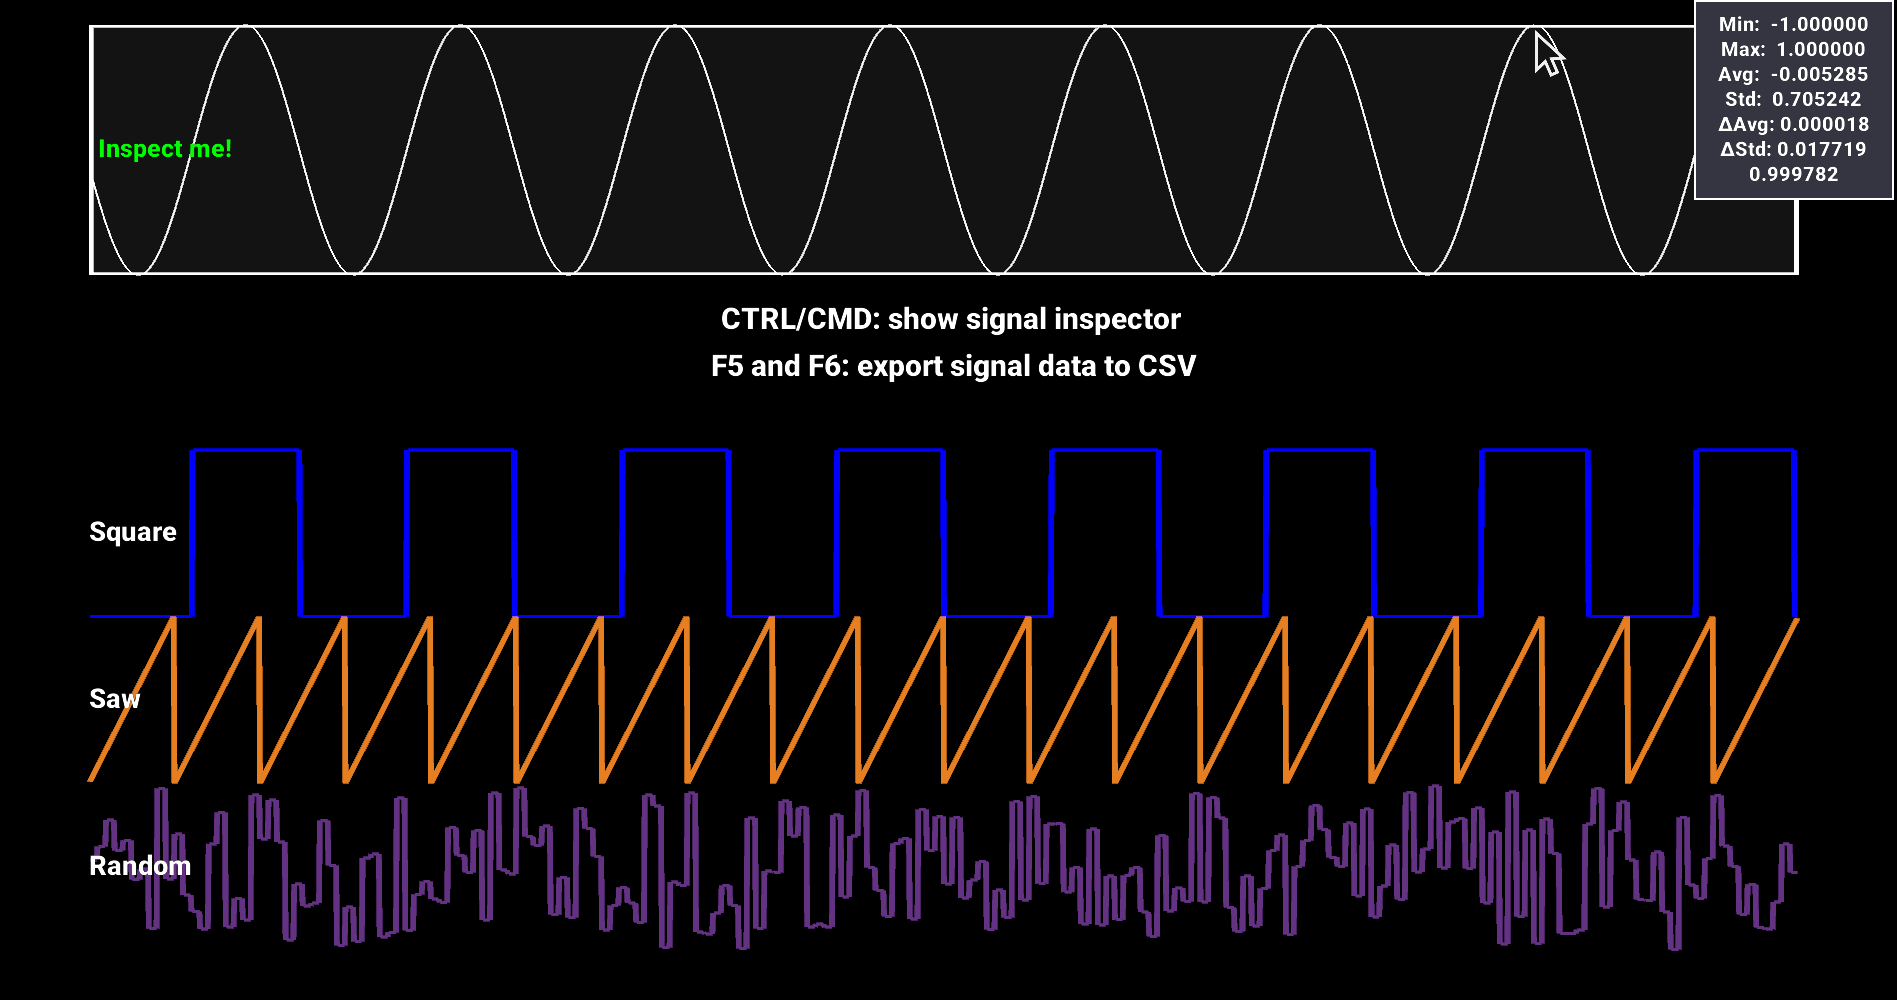 Min: -1.000000
Max: 1.000000
Avg: -0.005285
Std: 0.705242
ΔAvg: 0.000018
ΔStd: 0.017719
0.999782
Inspect me!
CTRL/CMD: show signal inspector
F5 and F6: export signal data to CSV
Square
Saw
Random